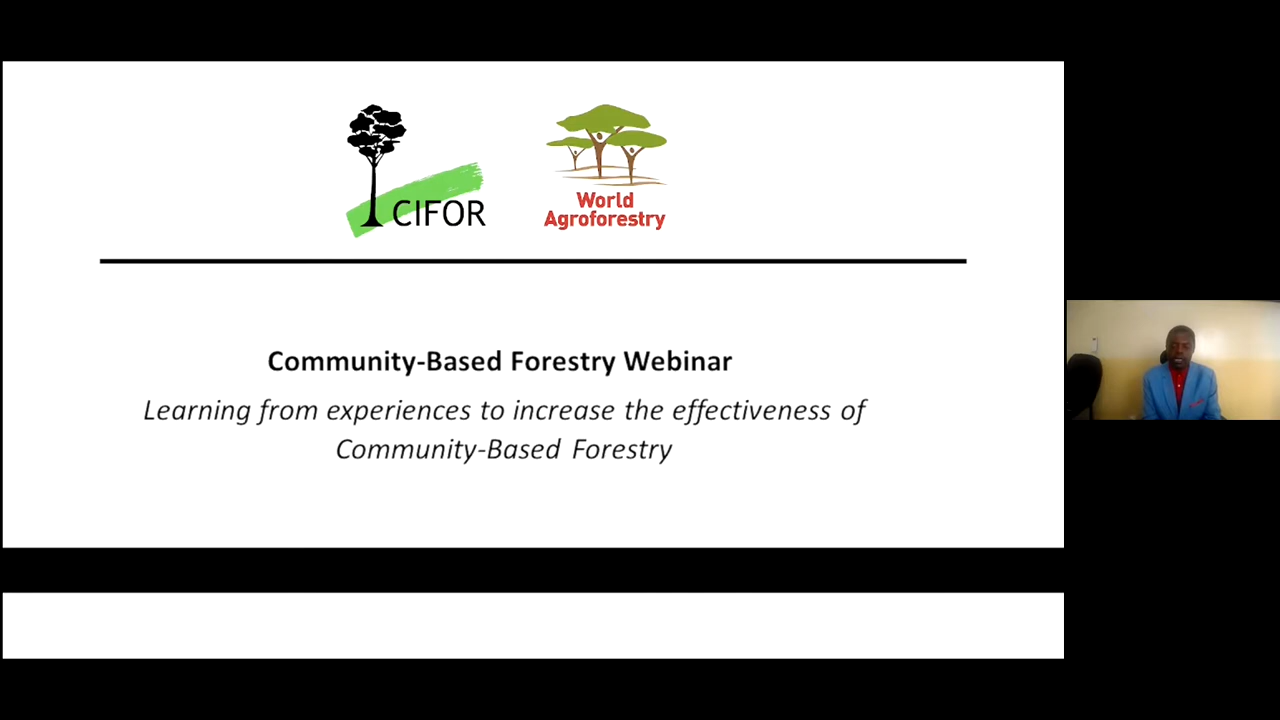 CIFOR
World
Agroforestry
Community-Based Forestry Webinar
Learning from experiences to increase the effectiveness of
Community-Based Forestry